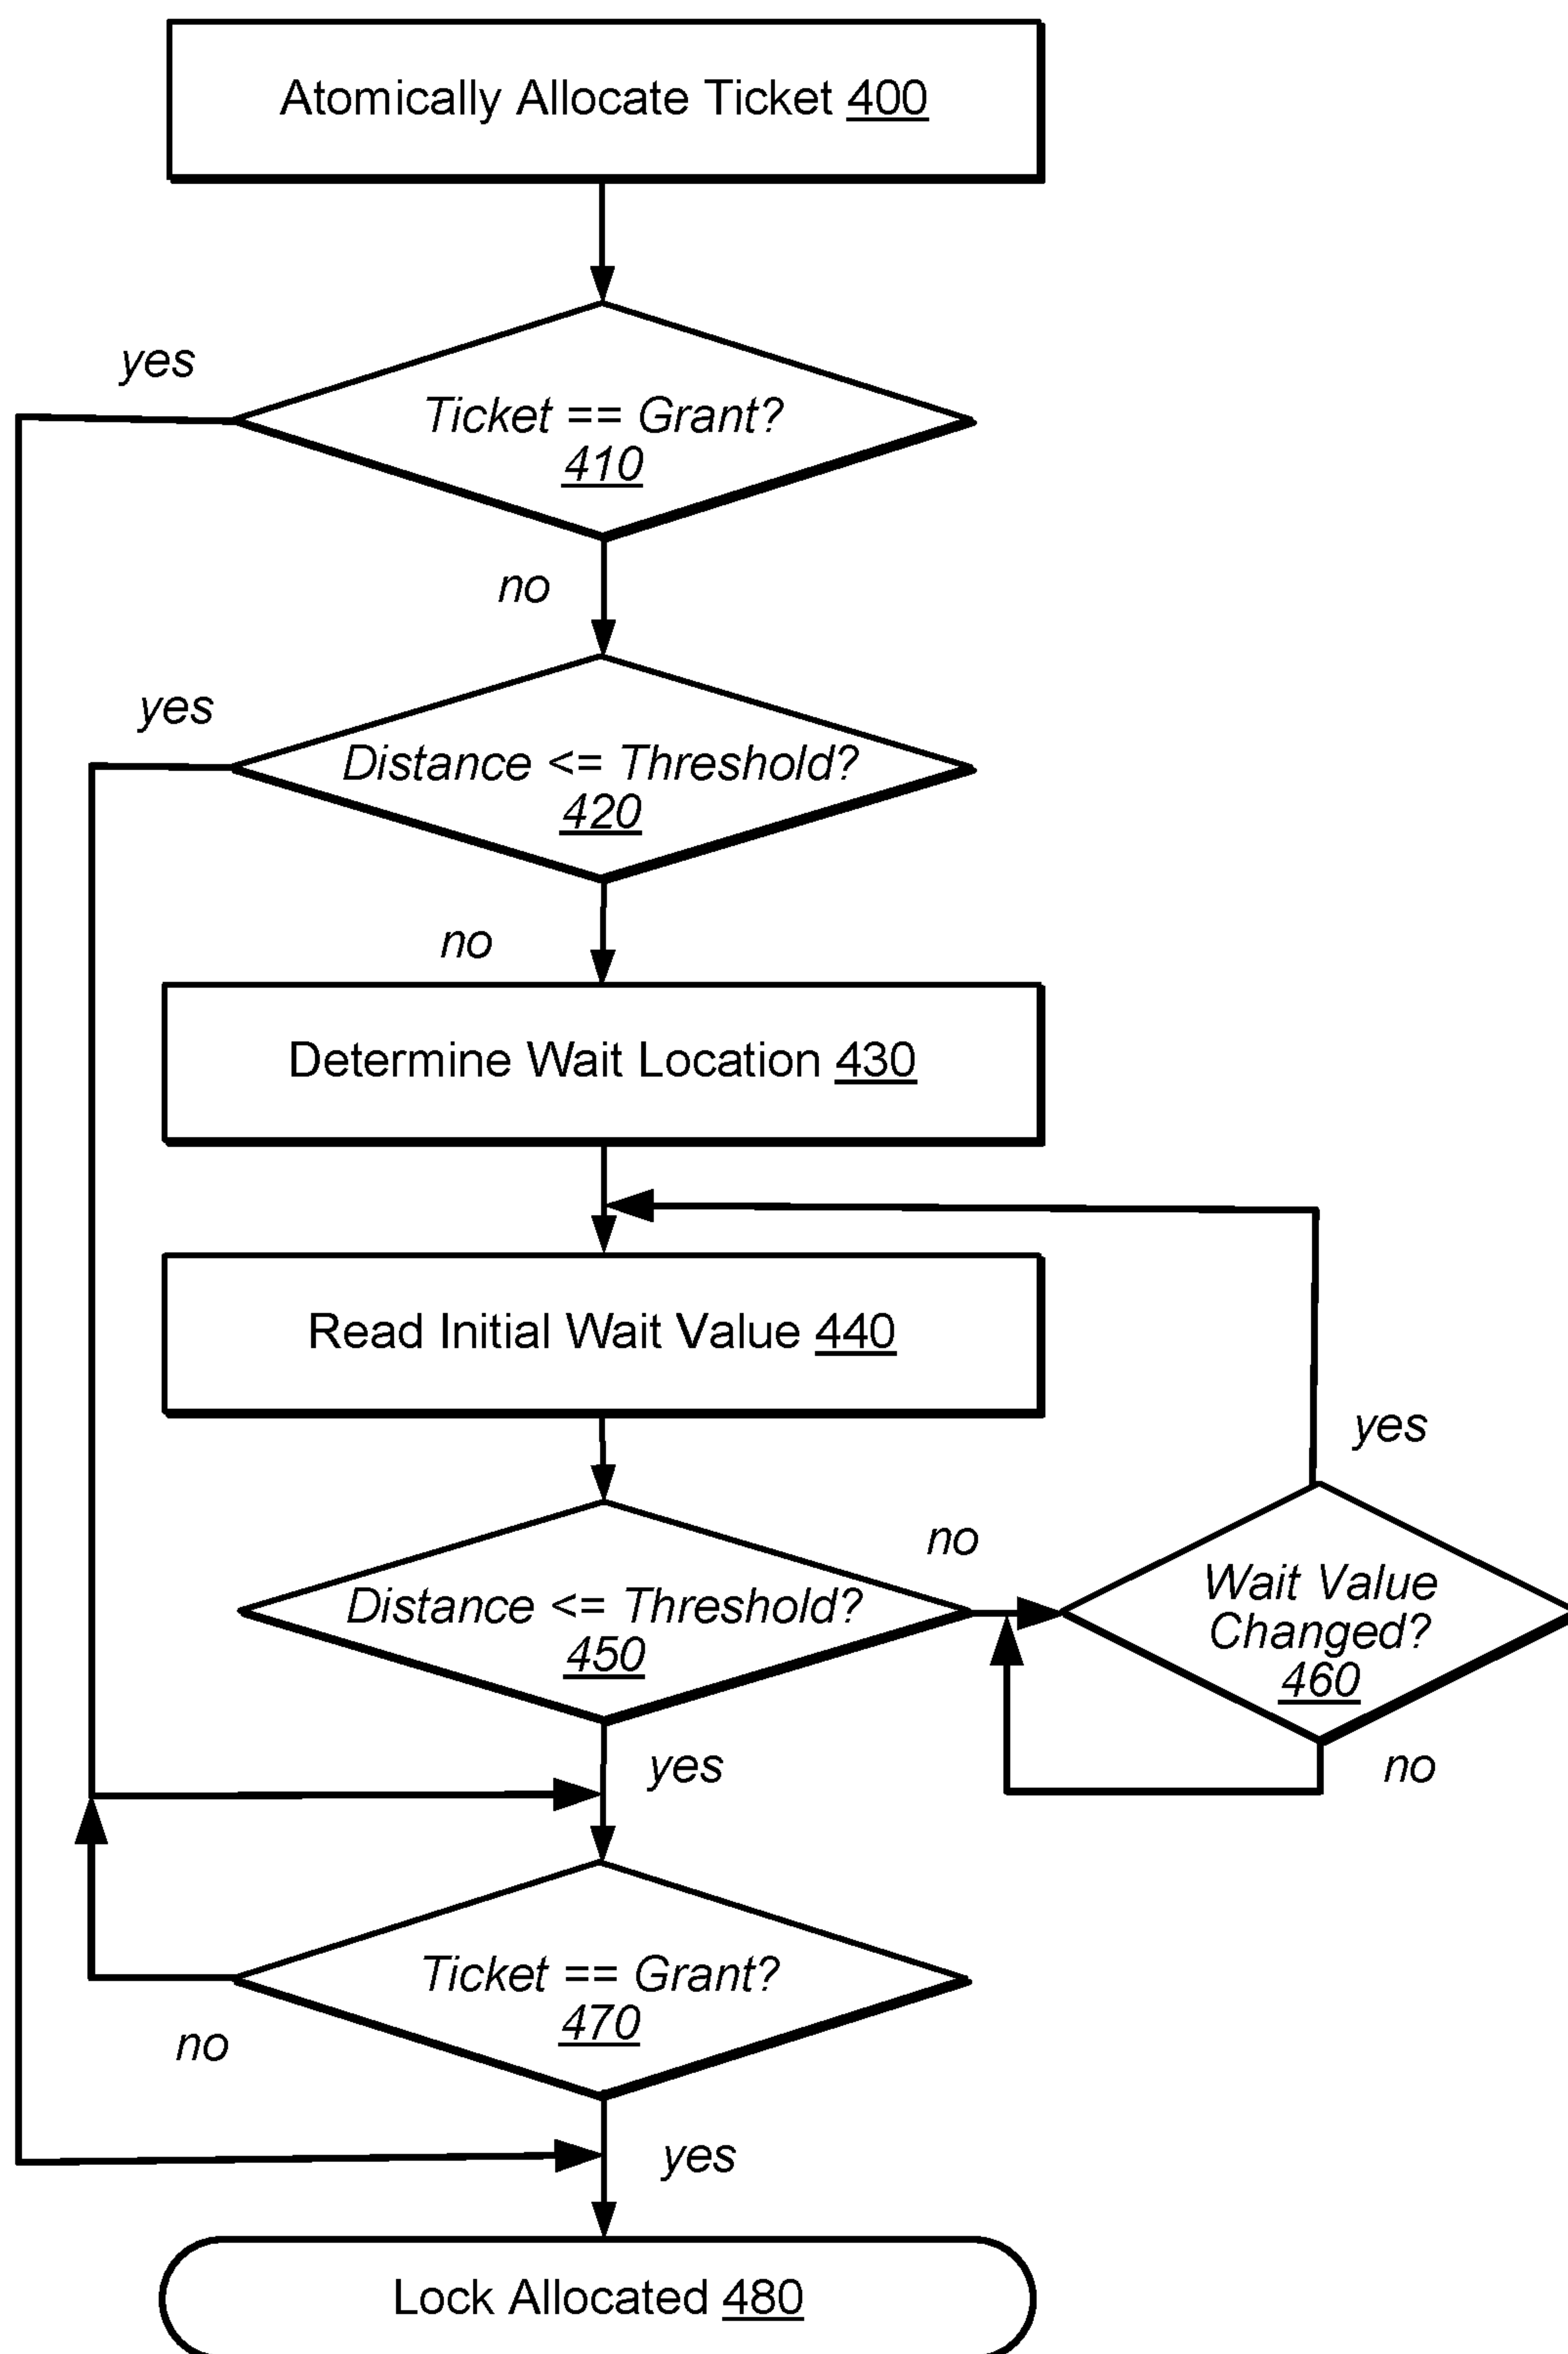 Atomically Allocate Ticket 400
yes
Ticket == Grant?
410
no
yes
Distance <= Threshold?
420
no
Determine Wait Location 430
Read Initial Wait Value 440
yes
no
Distance <= Threshold?
450
Wait Value
Changed?
460
yes
no
Ticket == Grant?
470
no
yes
Lock Allocated 480